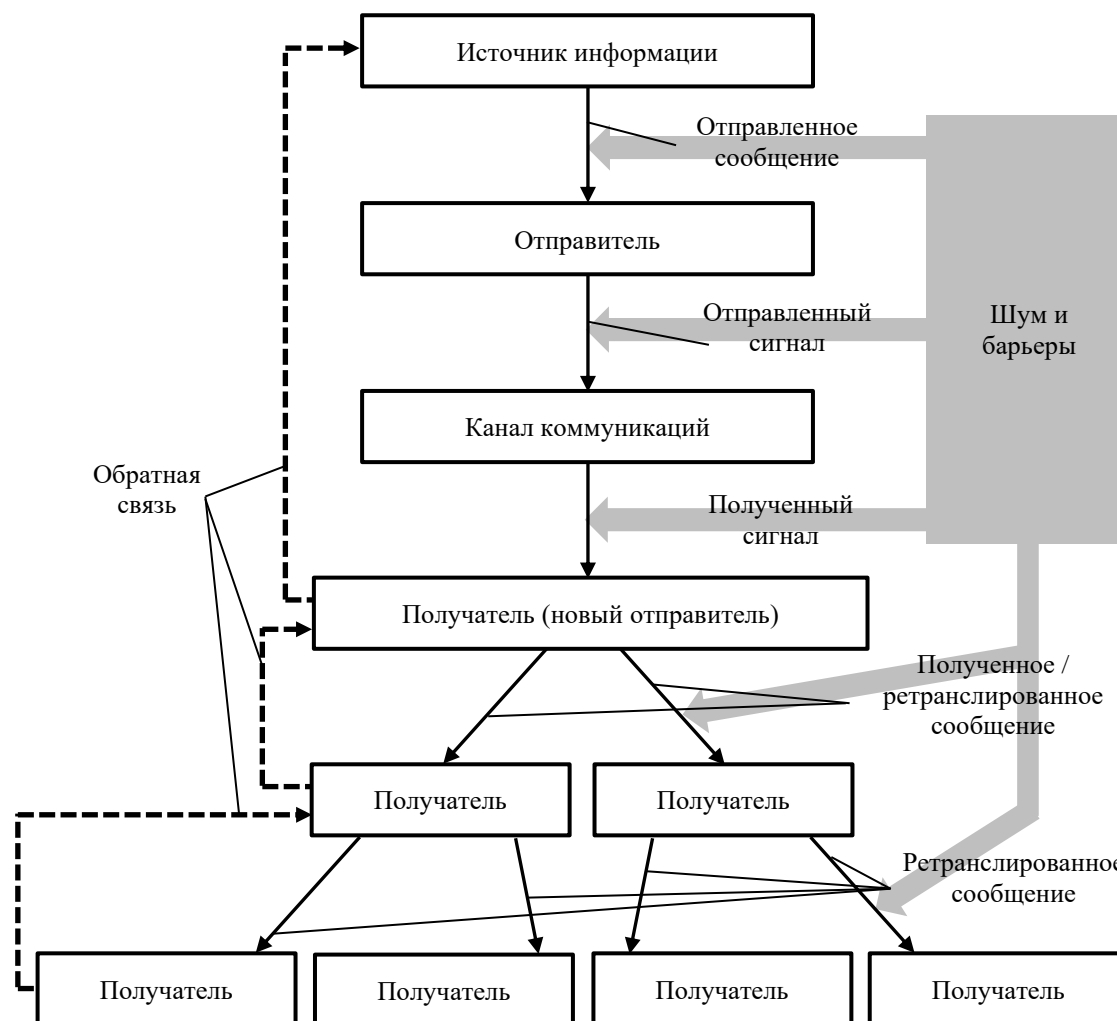 Источник информации
Отправленное
сообщение
Отправитель
Отправленный
сигнал
Шум и
барьеры
Канал коммуникаций
Обратная
связь
Полученный
сигнал
Получатель (новый отправитель)
Полученное /
ретранслированное
сообщение
Получатель
Получатель
Ретранслированное
сообщение
Получатель
Получатель
Получатель
Получатель